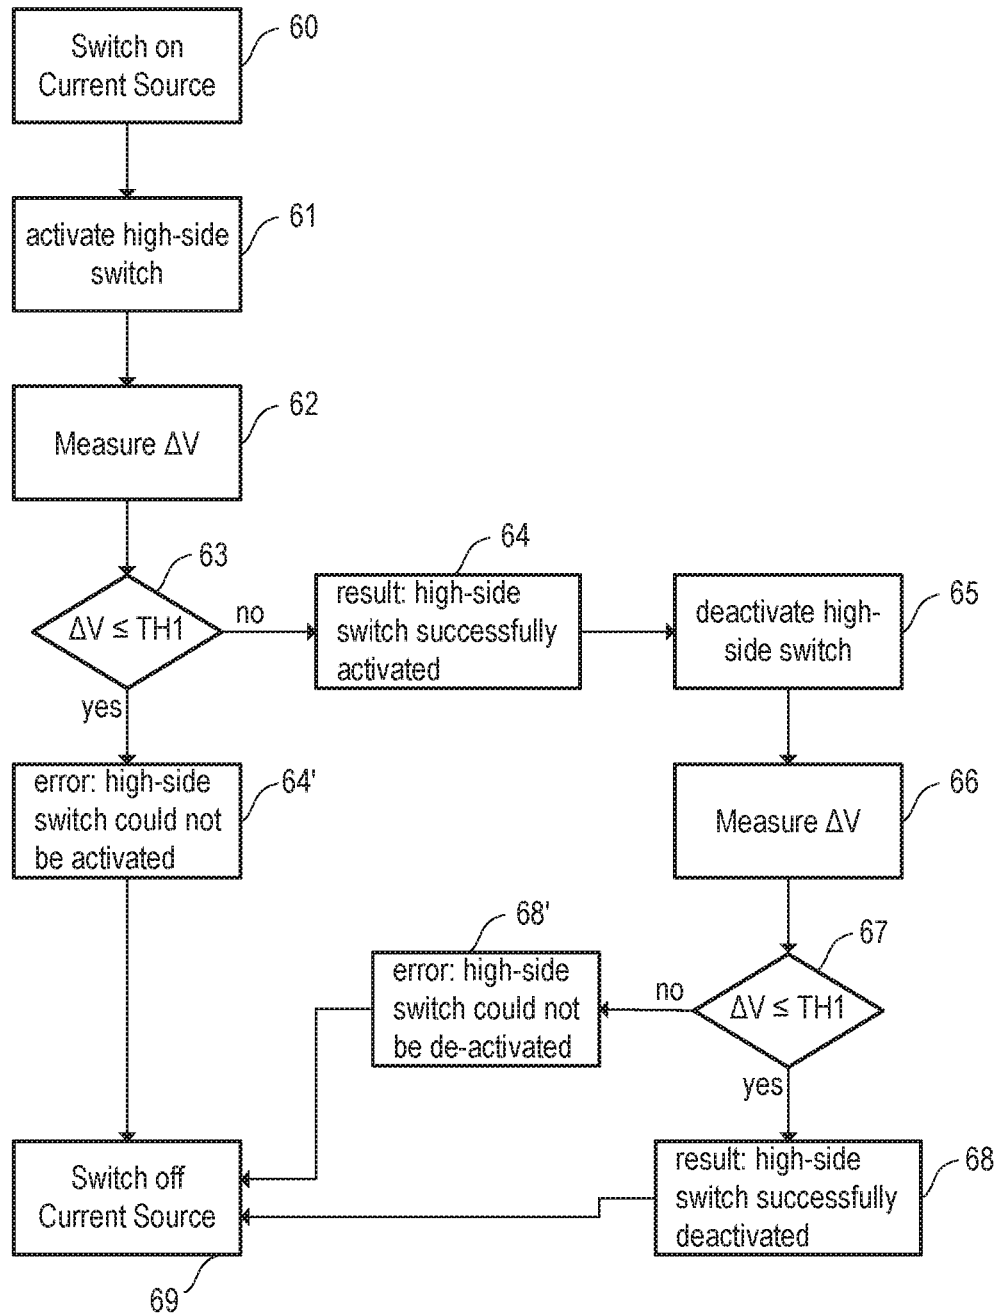 60
Switch on
Current Source
61
activate high-side
switch
62
Measure ΔV
63
ΔV ≤ TH1
no
yes
64
result: high-side
switch successfully
activated
65
deactivate high-
side switch
64'
error: high-side
switch could not
be activated
66
Measure ΔV
67
ΔV ≤ TH1
no
yes
68'
error: high-side
switch could not
be de-activated
68
result: high-side
switch successfully
deactivated
Switch off
Current Source
69